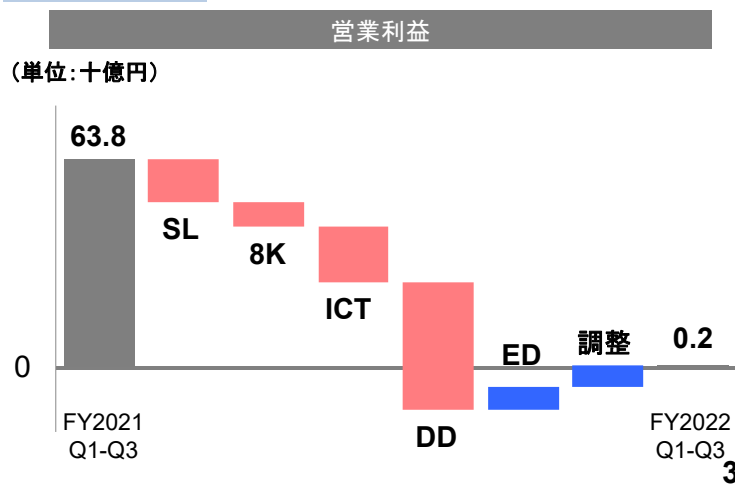 営業利益
（単位：十億円）
63.8
SL
8K
ICT
DD
ED
調整
0.2
0
FY2021
Q1-Q3
FY2022
Q1-Q3
3